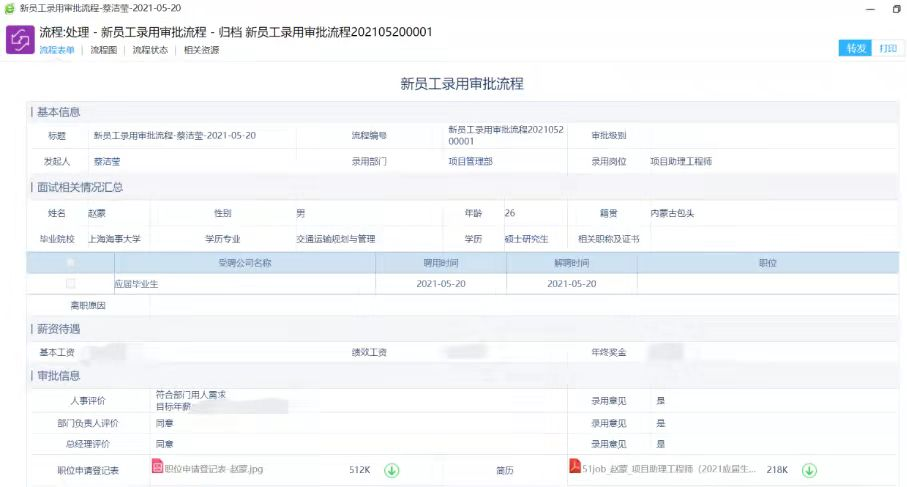 新员工录用审批流程-蔡洁莹-2021-05-20
流程:处理 - 新员工录用审批流程 - 归档 新员工录用审批流程202105200001
流程表单 流程图 流程状态 相关资源
转发 打印
新员工录用审批流程
基本信息
标题 新员工录用审批流程-蔡洁莹-2021-05-20 流程编号 新员工录用审批流程2021052
00001 审批级别
发起人 蔡洁莹 录用部门 项目管理部 录用岗位 项目助理工程师
面试相关情况汇总
姓名 赵蒙 性别 男 年龄 26 籍贯 内蒙古包头
毕业院校 上海海事大学 学历专业 交通运输规划与管理 学历 硕士研究生 相关职称及证书
受聘公司名称 聘用时间 解聘时间 职位
应届毕业生 2021-05-20 2021-05-20
离职原因
薪资待遇
基本工资 绩效工资 年终奖金
审批信息
人事评价 符合部门用人需求
目标年薪 录用意见 是
部门负责人评价 同意 录用意见 是
总经理评价 同意 录用意见 是
职位申请登记表 职位申请登记表-赵蒙.jpg 512K 简历 51job_赵蒙_项目助理工程师（2021应届生... 218K